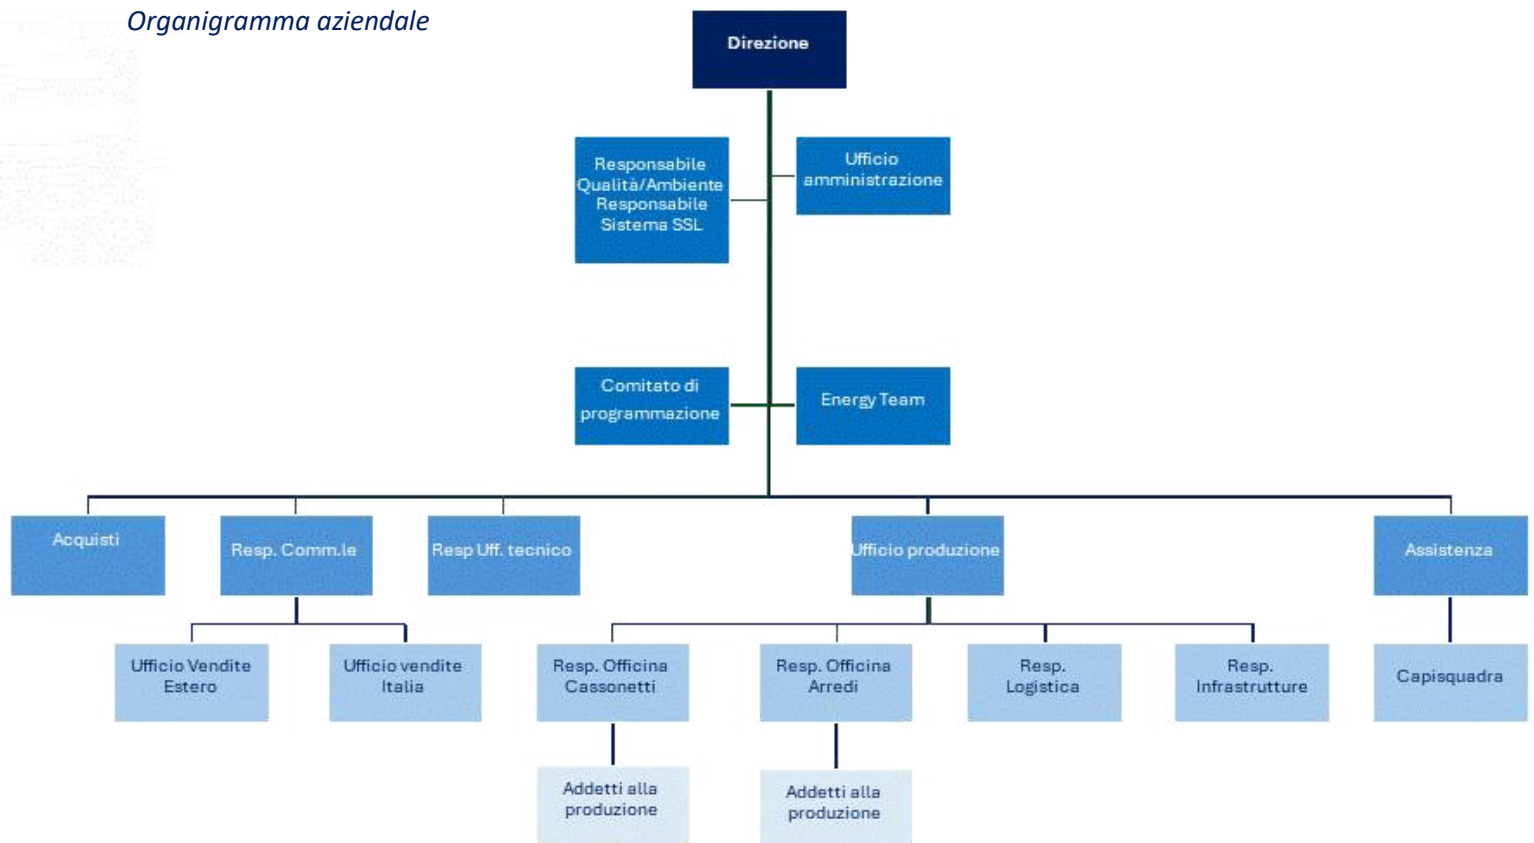 Organigramma aziendale
Direzione
Responsabile
Qualità/Ambiente
Responsabile
Sistema SSL
Ufficio
amministrazione
Comitato di
programmazione
Energy Team
Acquisti
Resp. Comm.le
Resp Uff. tecnico
Ufficio produzione
Assistenza
Ufficio Vendite
Estero
Ufficio vendite
Italia
Resp. Officina
Cassonetti
Resp. Officina
Arredi
Resp.
Logistica
Resp.
Infrastrutture
Capisquadra
Addetti alla
produzione
Addetti alla
produzione